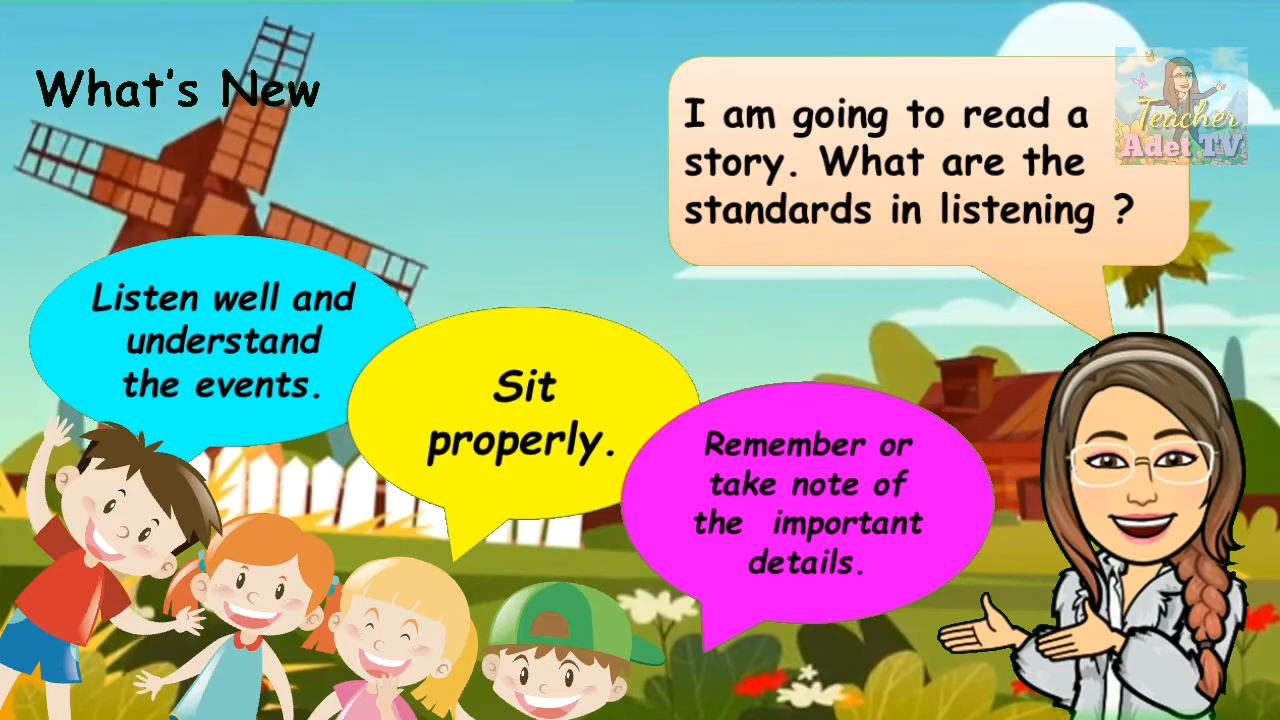 What's New
I am going to read a
story. What are the
standards in listening ?
Teacher
Adet TV
Listen well and
understand
the events.
Sit
properly.
Remember or
take note of
the important
details.